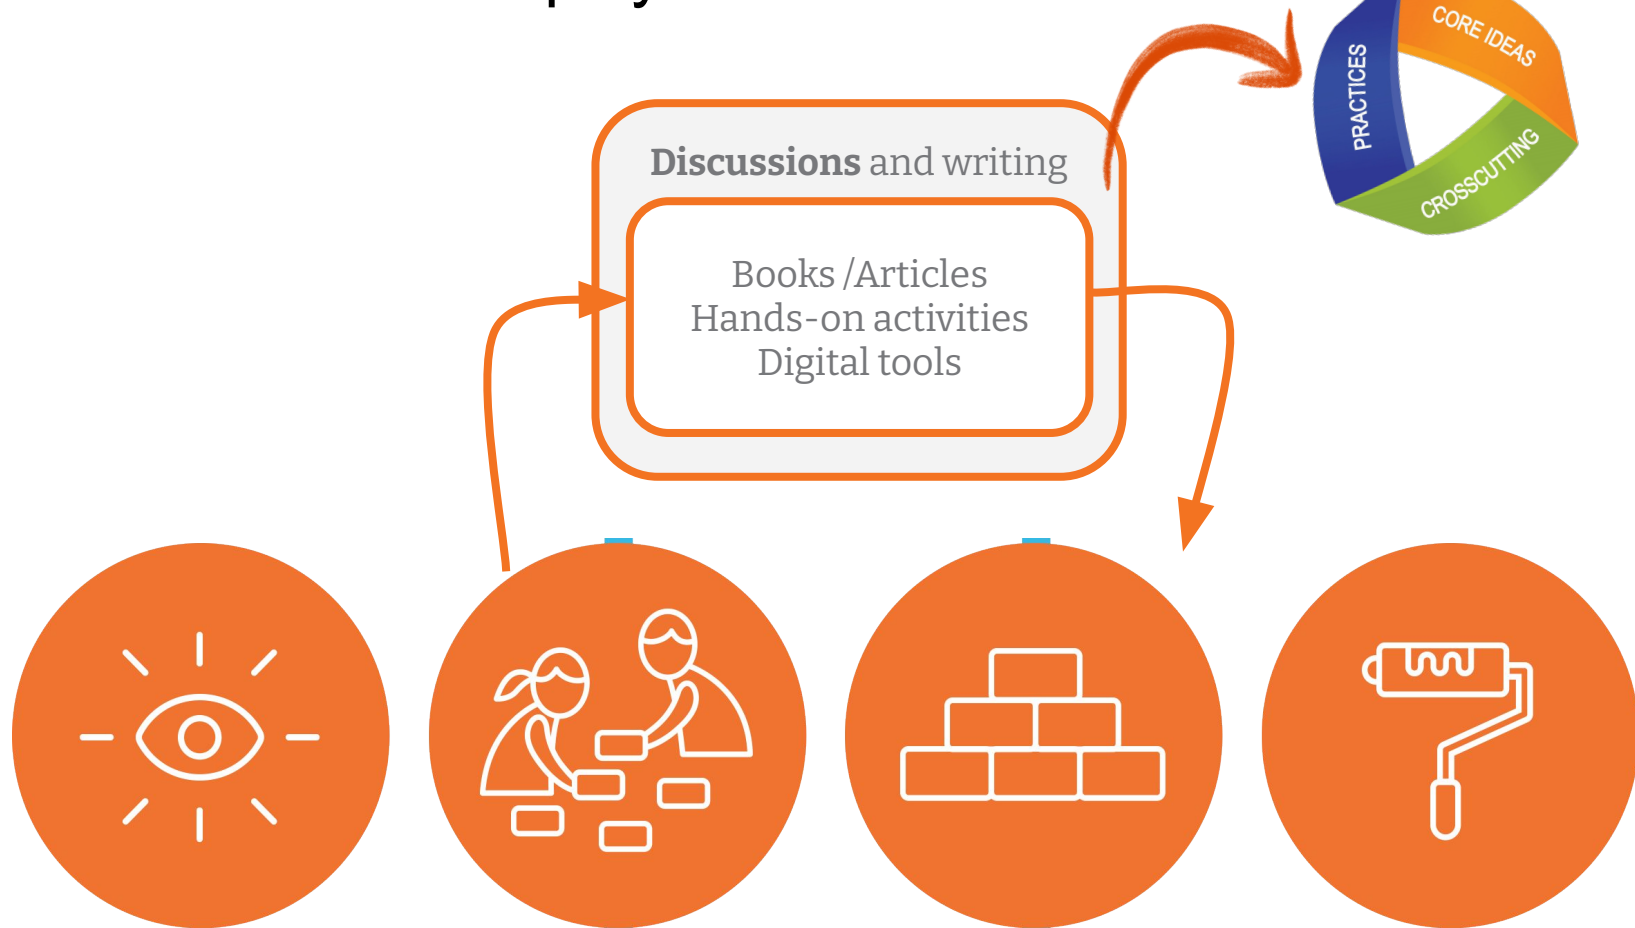 CORE IDEAS
PRACTICES
CROSSCUTTING
Discussions and writing
Books /Articles
Hands-on activities
Digital tools